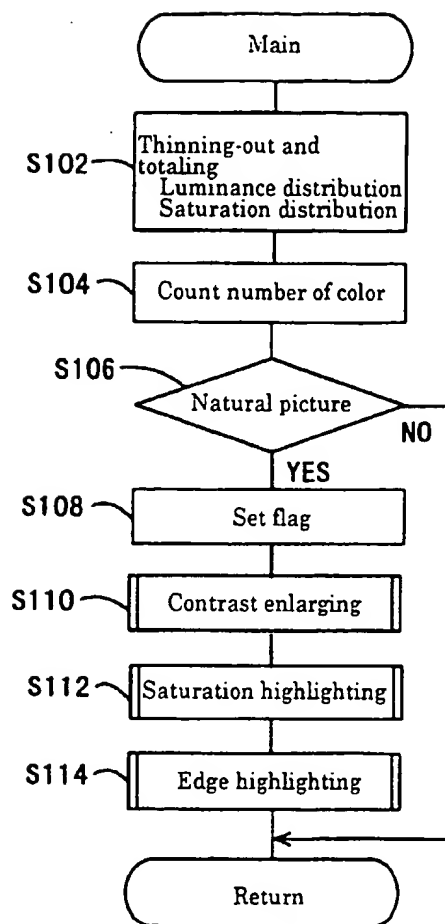 Main
S102
Thinning-out and
totaling
Luminance distribution
Saturation distribution
S104
Count number of color
S106
Natural picture
NO
YES
S108
Set flag
S110
Contrast enlarging
S112
Saturation highlighting
S114
Edge highlighting
Return